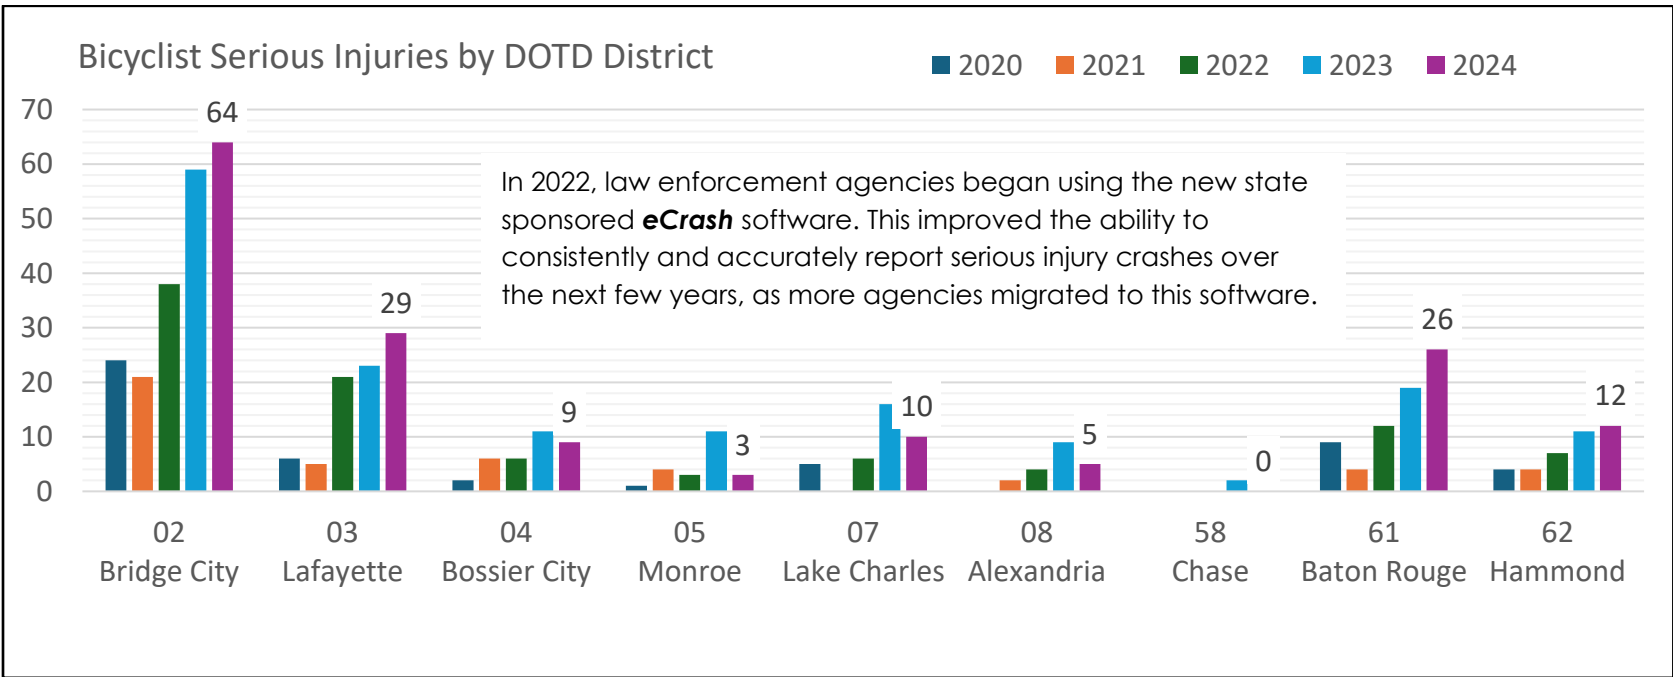 Bicyclist Serious Injuries by DOTD District
2020 2021 2022 2023 2024
70
60
50
40
30
20
10
0
64
29
9
3
10
5
0
26
12
In 2022, law enforcement agencies began using the new state
sponsored eCrash software. This improved the ability to
consistently and accurately report serious injury crashes over
the next few years, as more agencies migrated to this software.
02 03 04 05 07 08 58 61 62
Bridge City Lafayette Bossier City Monroe Lake Charles Alexandria Chase Baton Rouge Hammond